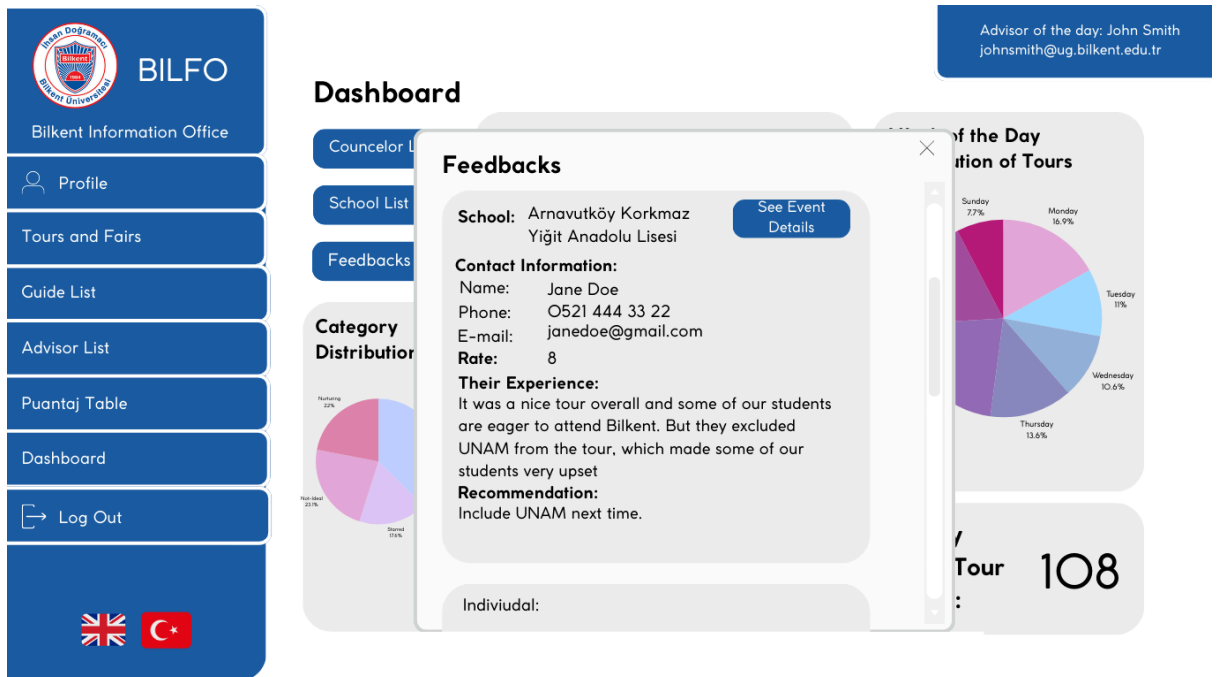 İhsan Doğramacı
Bilkent
Bilkent Üniversitesi
BILFO
Bilkent Information Office
Profile
Tours and Fairs
Guide List
Advisor List
Puantaj Table
Dashboard
Log Out
Advisor of the day: John Smith
johnsmith@ug.bilkent.edu.tr
Dashboard
Councelor L
School List
Feedbacks
Category
Distribution
Nurturing
22%
Not-Ideal
23.1%
Starred
17.6%
Feedbacks
School: Arnavutköy Korkmaz
Yiğit Anadolu Lisesi
See Event
Details
Contact Information:
Name: Jane Doe
Phone: 0521 444 33 22
E-mail: janedoe@gmail.com
Rate: 8
Their Experience:
It was a nice tour overall and some of our students
are eager to attend Bilkent. But they excluded
UNAM from the tour, which made some of our
students very upset
Recommendation:
Include UNAM next time.
Indiviudal:
of the Day
ution of Tours
Sunday
7.7%
Monday
16.9%
Tuesday
11%
Wednesday
10.6%
Thursday
13.6%
y
Tour
:
108